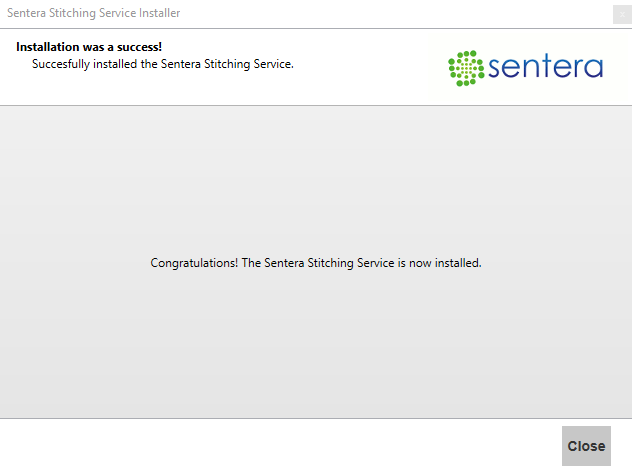 Sentera Stitching Service Installer
x
Installation was a success!
Succesfully installed the Sentera Stitching Service.
sentera
Congratulations! The Sentera Stitching Service is now installed.
Close